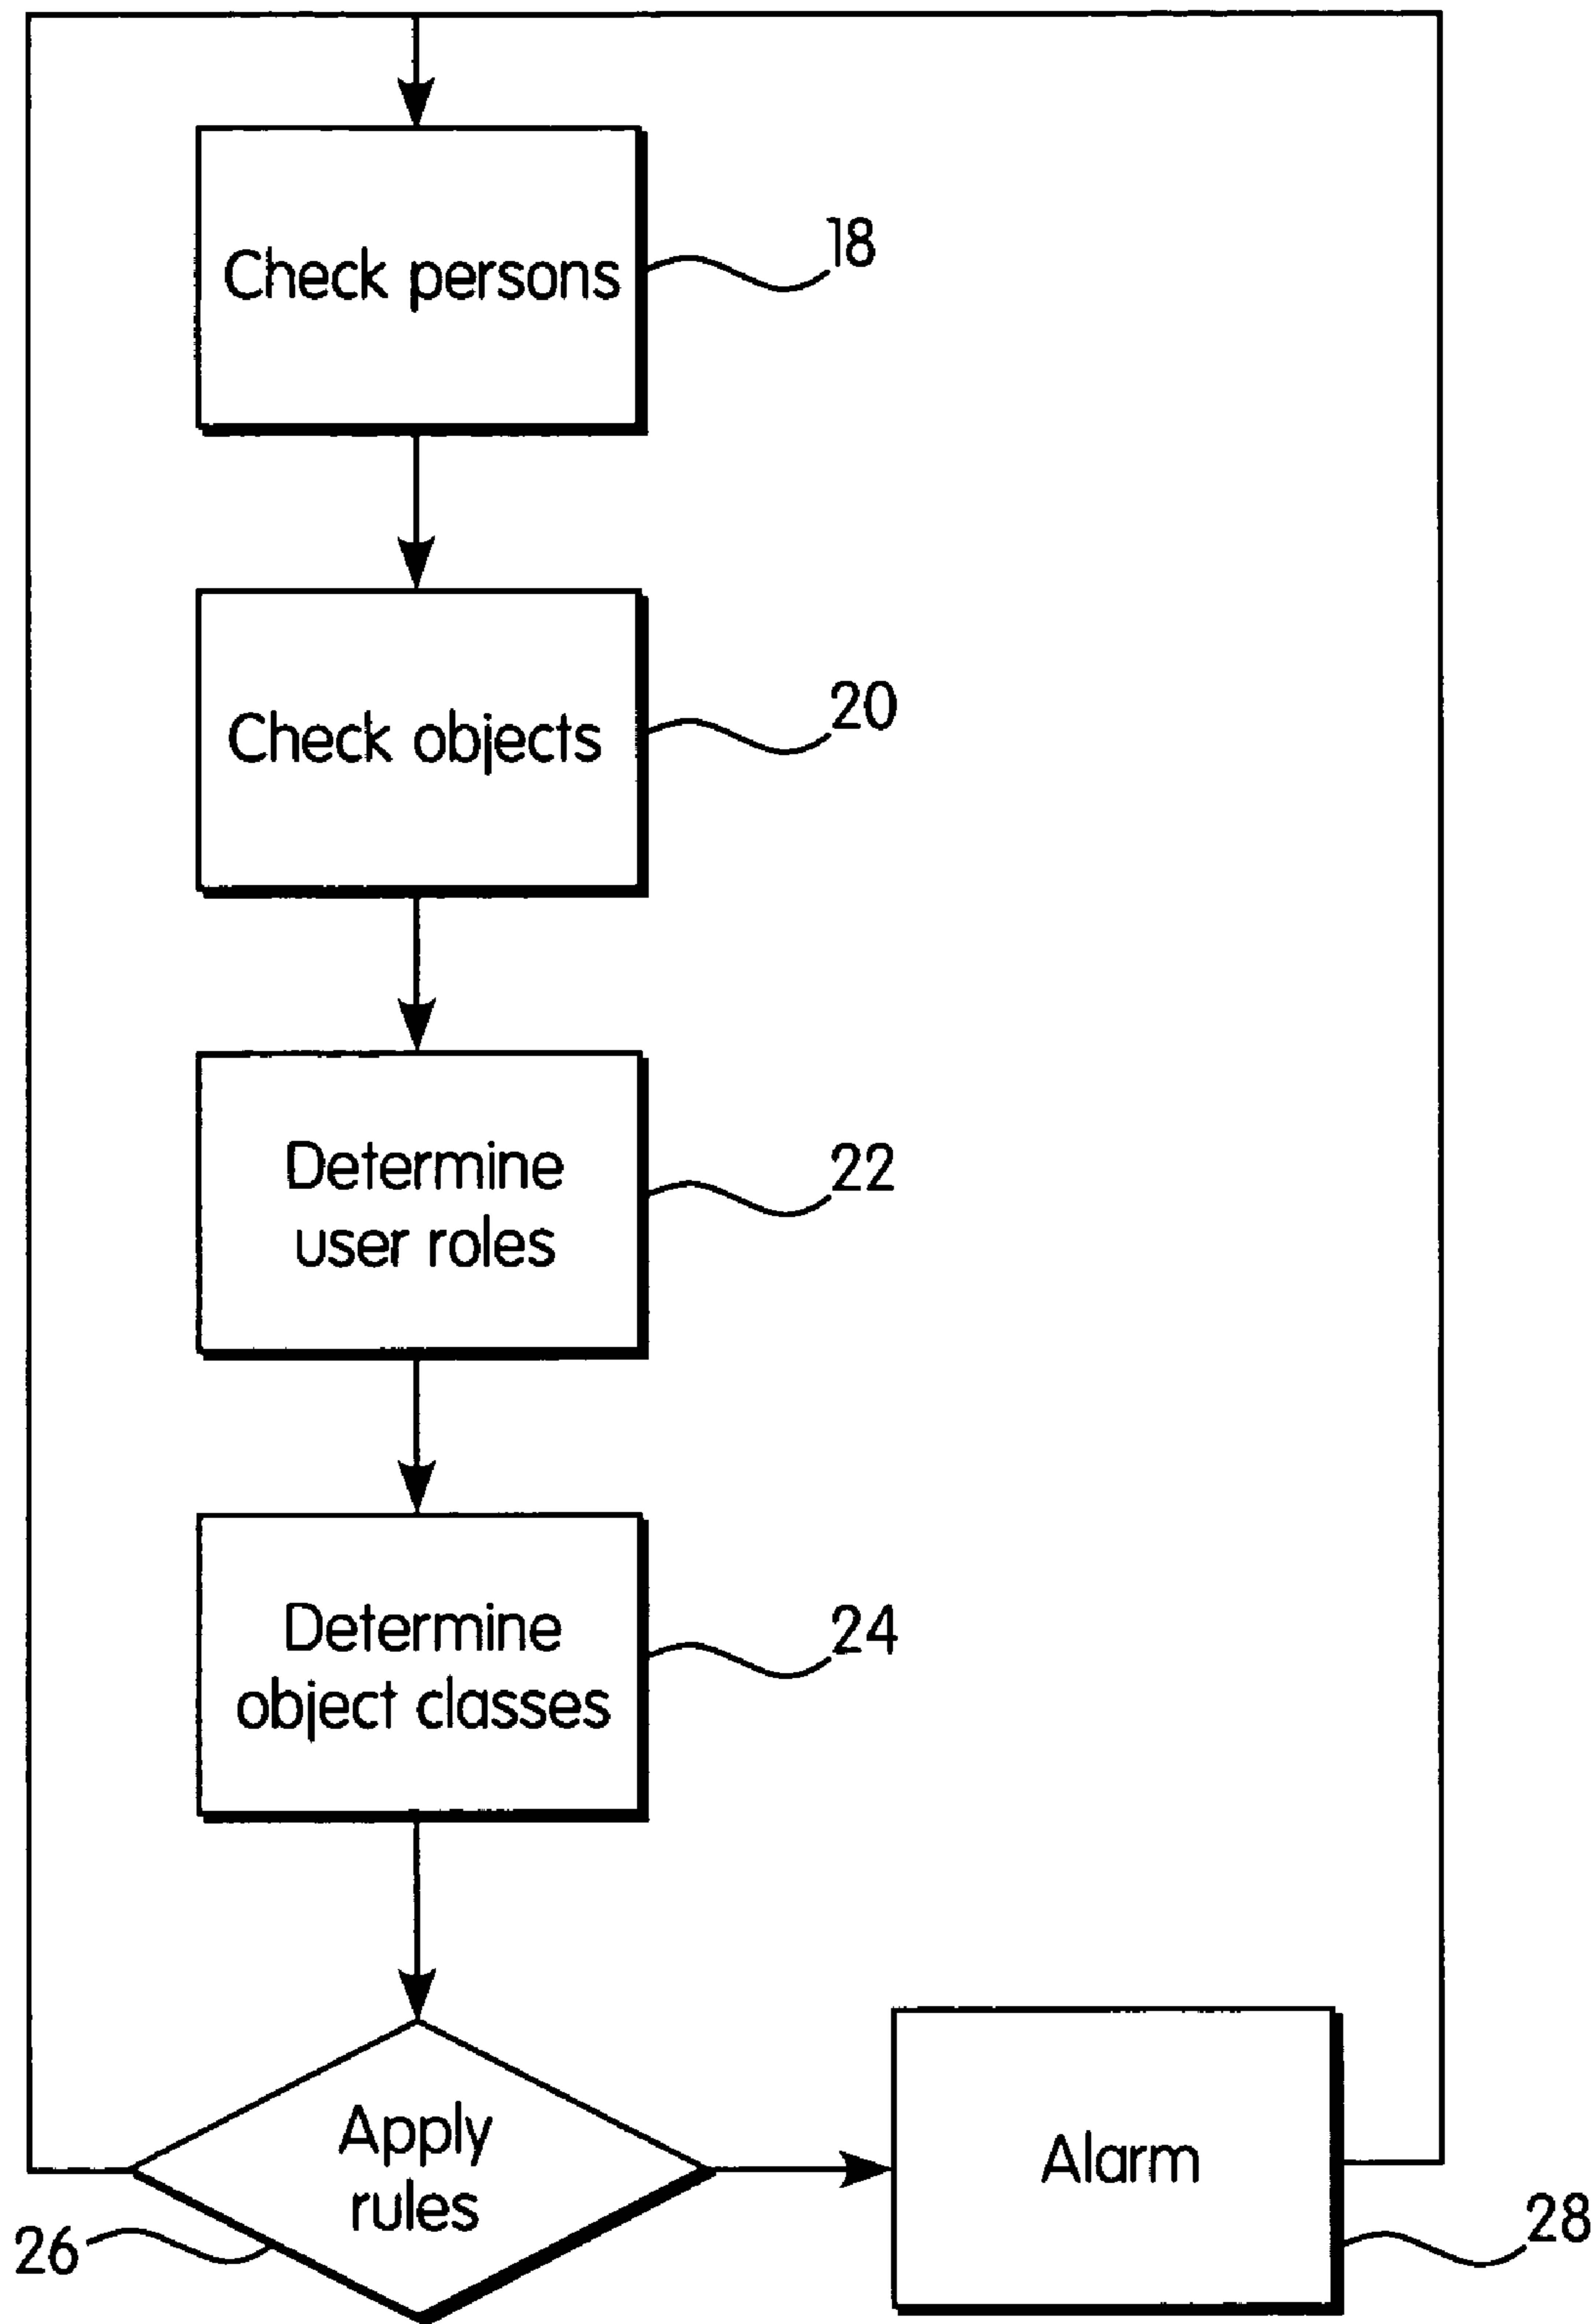 Check persons
18
Check objects
20
Determine
user roles
22
Determine
object classes
24
Apply
rules
26
Alarm
28